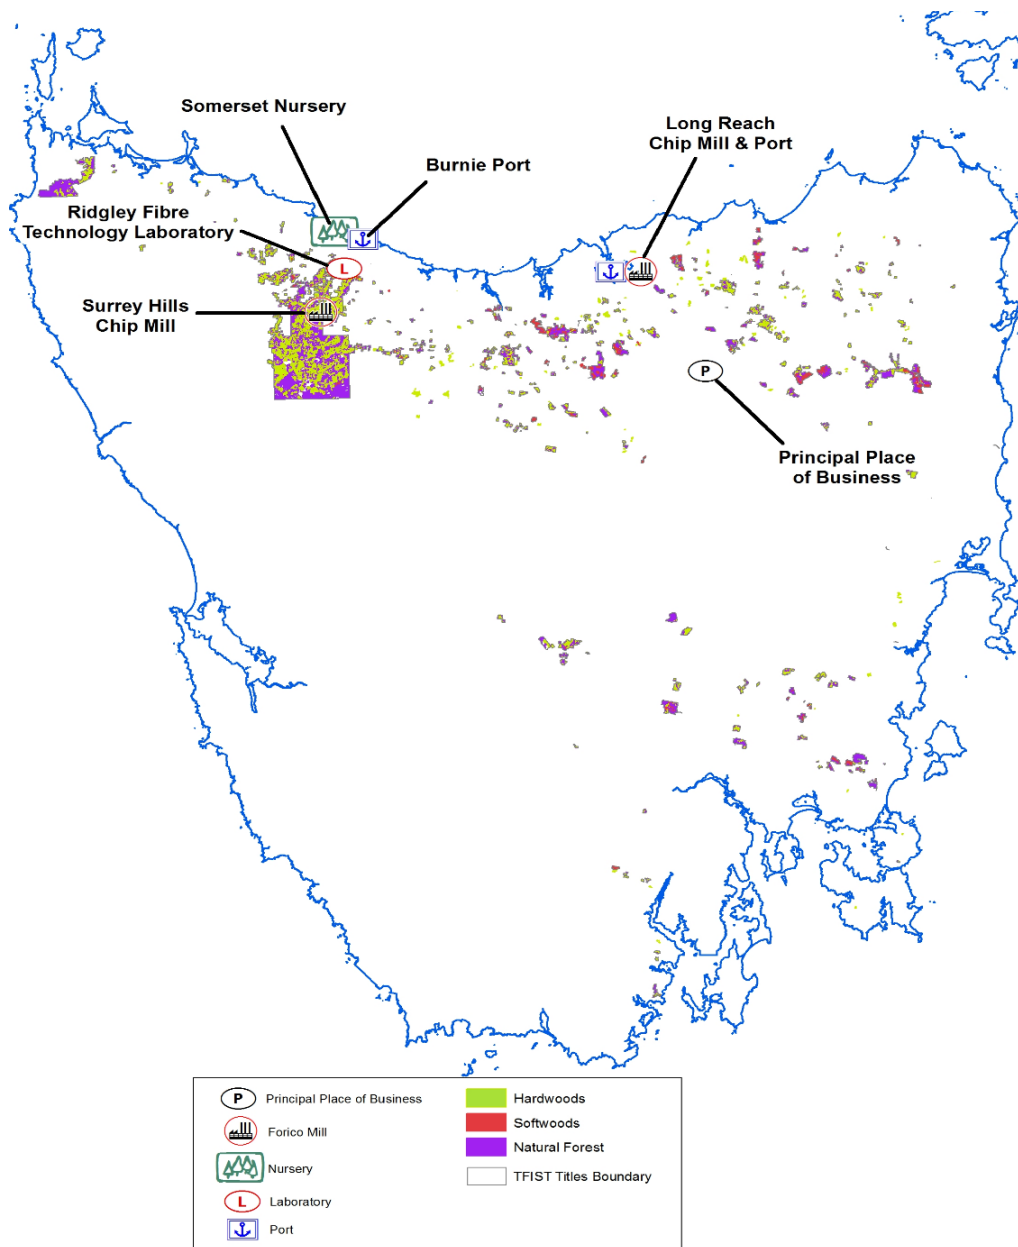 Somerset Nursery
Long Reach
Chip Mill & Port
Burnie Port
Ridgley Fibre
Technology Laboratory
L
Surrey Hills
Chip Mill
P
Principal Place
of Business
P Principal Place of Business
Forico Mill
Nursery
L Laboratory
Port
Hardwoods
Softwoods
Natural Forest
TFIST Titles Boundary